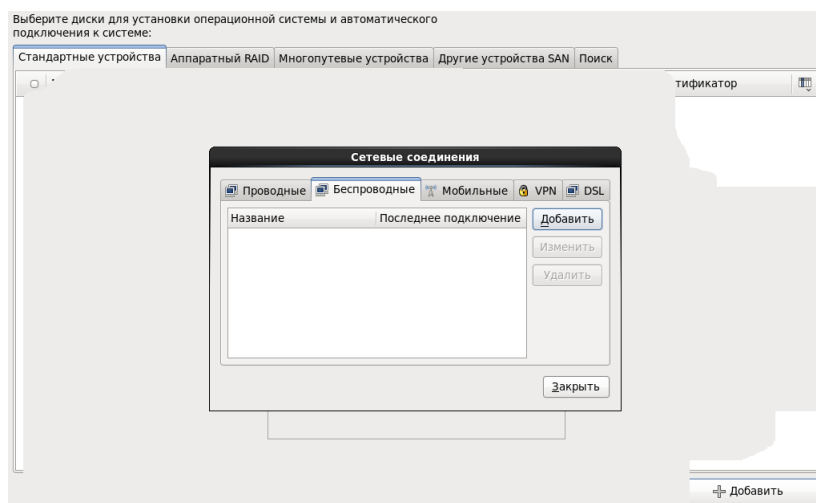 Выберите диски для установки операционной системы и автоматического
подключения к системе:
Стандартные устройства Аппаратный RAID Многопутевые устройства Другие устройства SAN Поиск
тификатор
Сетевые соединения
Проводные Беспроводные Мобильные VPN DSL
Название Последнее подключение Добавить
Изменить
Удалить
Закрыть
Добавить